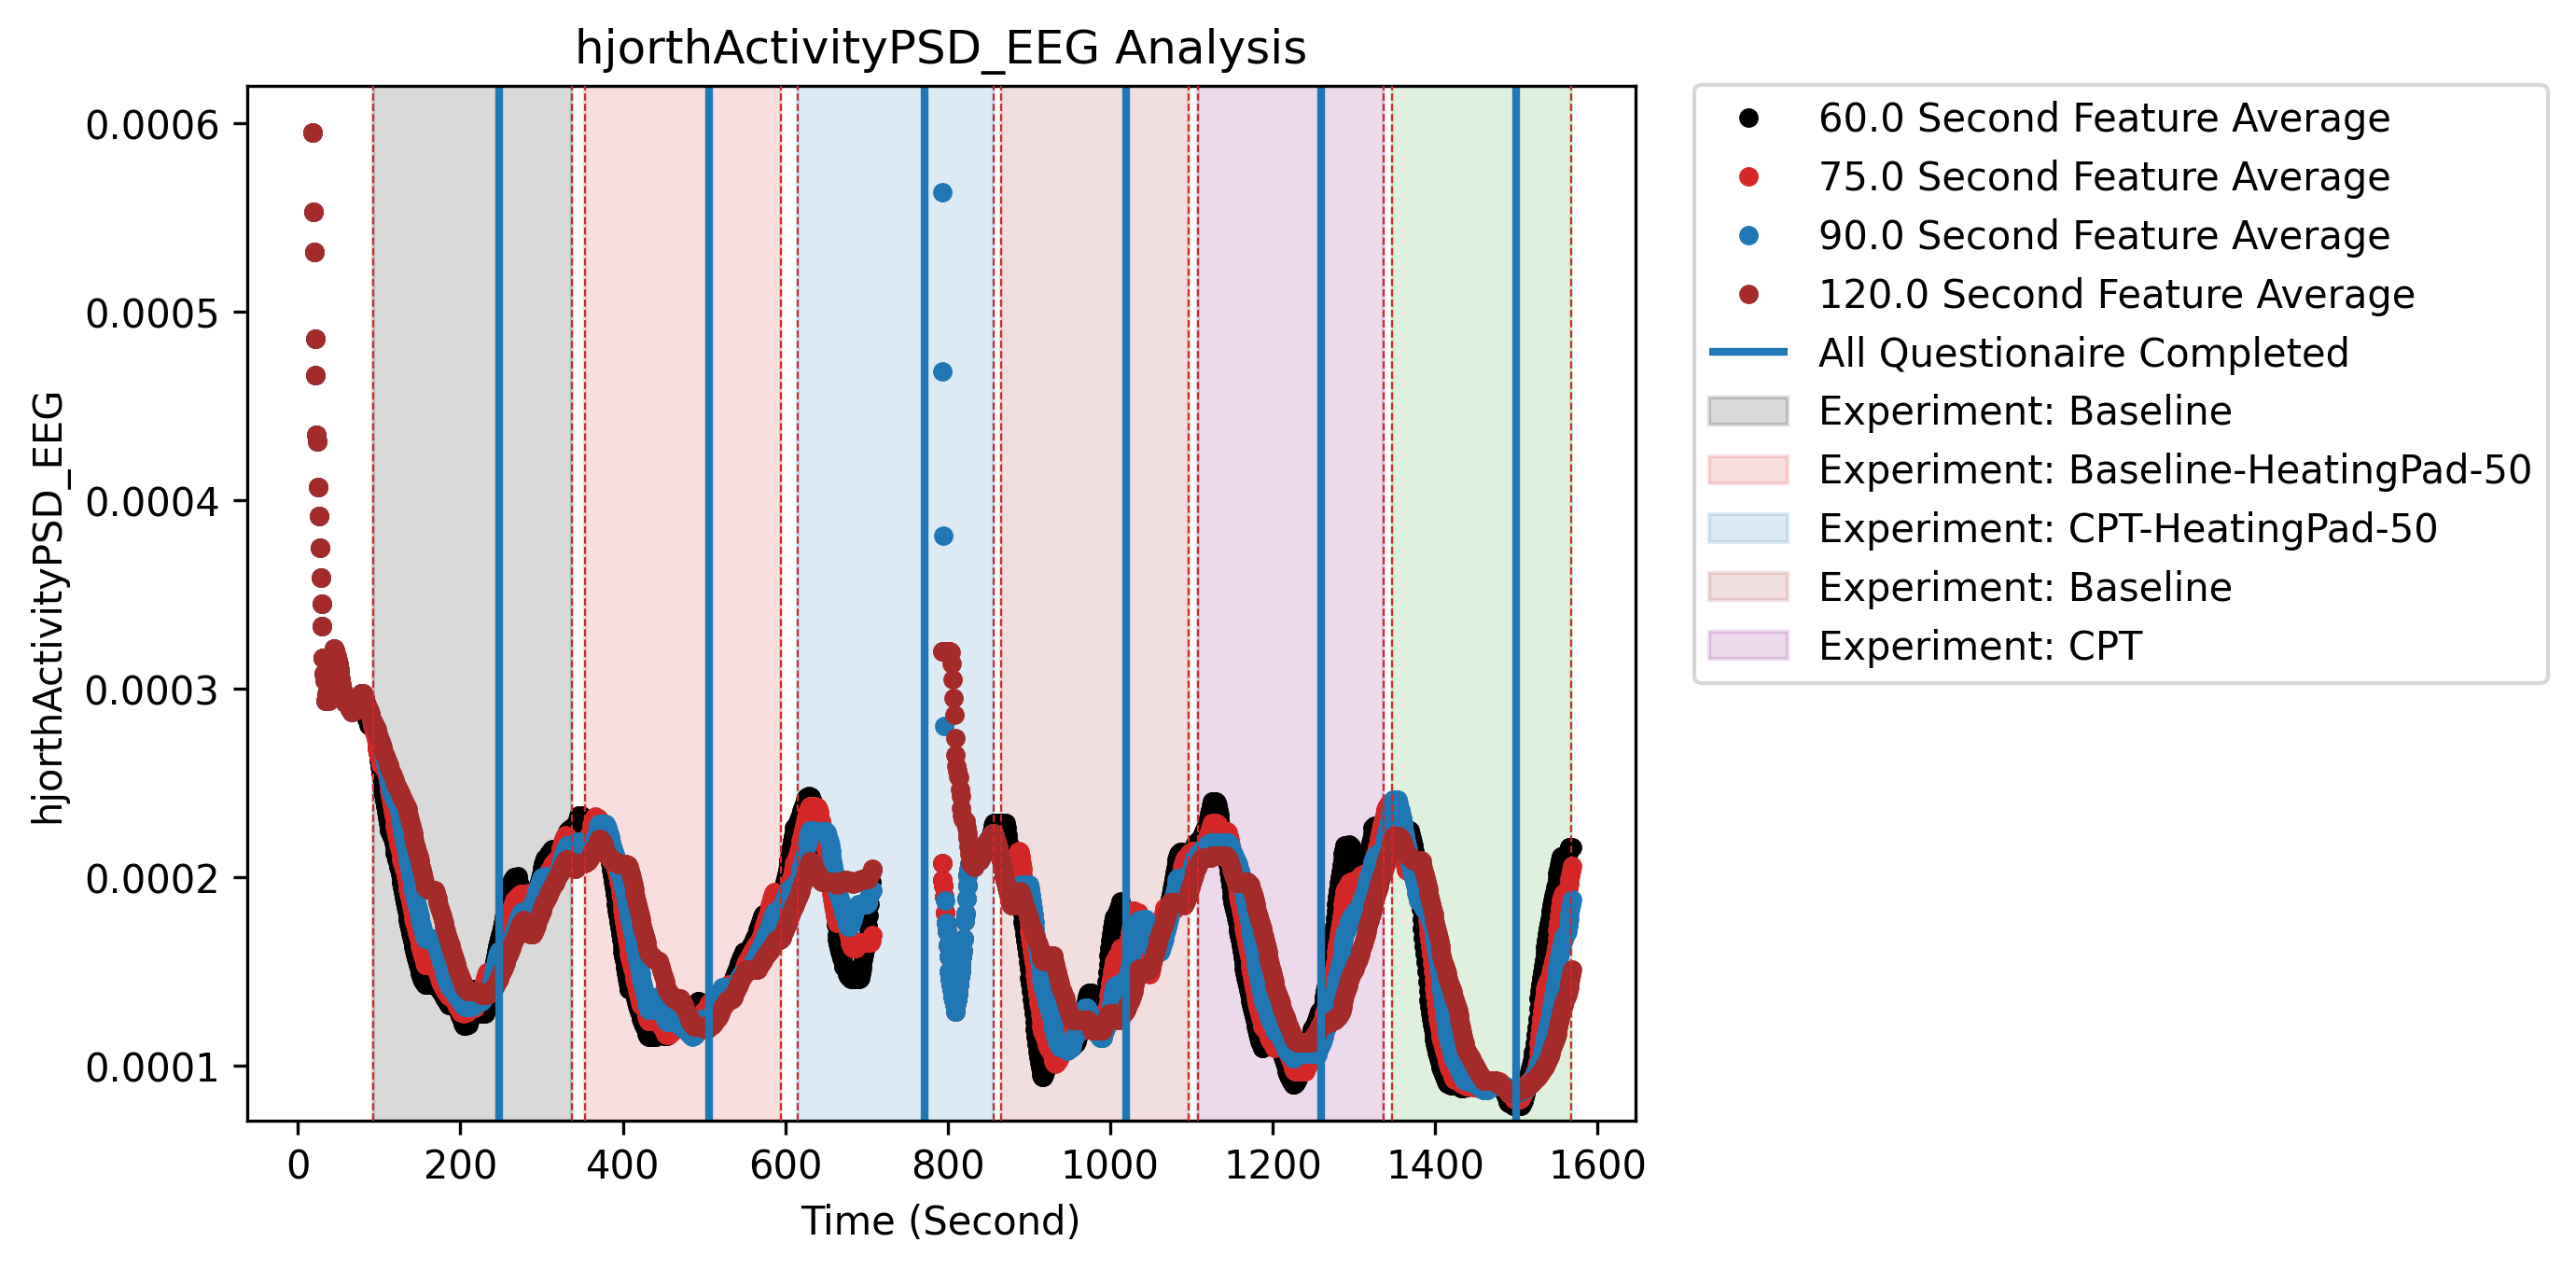 hjorthActivityPSD_EEG Analysis
hjorthActivityPSD_EEG
0.0006
0.0005
0.0004
0.0003
0.0002
0.0001
0 200 400 600 800 1000 1200 1400 1600
Time (Second)
60.0 Second Feature Average
75.0 Second Feature Average
90.0 Second Feature Average
120.0 Second Feature Average
All Questionaire Completed
Experiment: Baseline
Experiment: Baseline-HeatingPad-50
Experiment: CPT-HeatingPad-50
Experiment: Baseline
Experiment: CPT